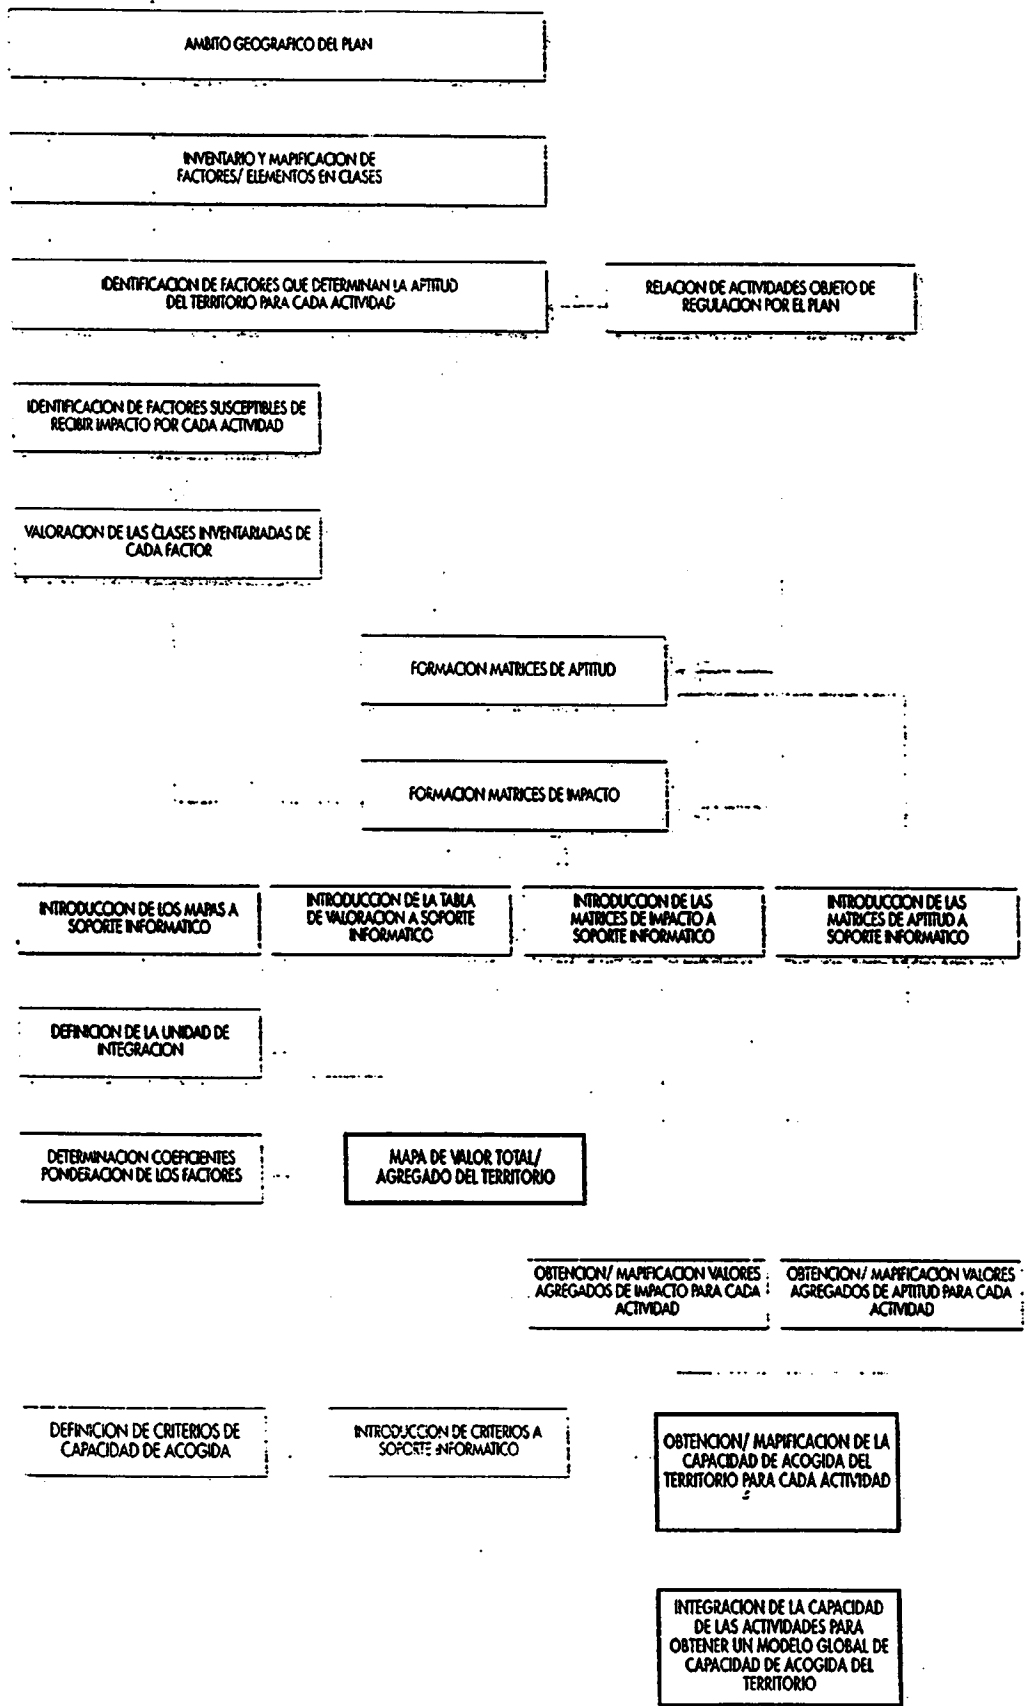 AMBITO GEOGRAFICO DEL PLAN
INVENTARIO Y MAPIFICACION DE
FACTORES/ ELEMENTOS EN CLASES
IDENTIFICACION DE FACTORES QUE DETERMINAN LA APTITUD
DEL TERRITORIO PARA CADA ACTIVIDAD
RELACION DE ACTIVIDADES OBJETO DE
REGULACION POR EL PLAN
IDENTIFICACION DE FACTORES SUSCEPTIBLES DE
RECIBIR IMPACTO POR CADA ACTIVIDAD
VALORACION DE LAS CLASES INVENTARIADAS DE
CADA FACTOR
FORMACION MATRICES DE APTITUD
FORMACION MATRICES DE IMPACTO
INTRODUCCION DE LOS MAPAS A
SOPORTE INFORMATICO
INTRODUCCION DE LA TABLA
DE VALORACION A SOPORTE
INFORMATICO
INTRODUCCION DE LAS
MATRICES DE IMPACTO A
SOPORTE INFORMATICO
INTRODUCCION DE LAS
MATRICES DE APTITUD A
SOPORTE INFORMATICO
DEFINICION DE LA UNIDAD DE
INTEGRACION
DETERMINACION COEFICIENTES
PONDERACION DE LOS FACTORES
MAPA DE VALOR TOTAL/
AGREGADO DEL TERRITORIO
OBTENCION/ MAPIFICACION VALORES
AGREGADOS DE IMPACTO PARA CADA
ACTIVIDAD
OBTENCION/ MAPIFICACION VALORES
AGREGADOS DE APTITUD PARA CADA
ACTIVIDAD
DEFINICION DE CRITERIOS DE
CAPACIDAD DE ACOGIDA
INTRODUCCION DE CRITERIOS A
SOPORTE INFORMATICO
OBTENCION/ MAPIFICACION DE LA
CAPACIDAD DE ACOGIDA DEL
TERRITORIO PARA CADA ACTIVIDAD
INTEGRACION DE LA CAPACIDAD
DE LAS ACTIVIDADES PARA
OBTENER UN MODELO GLOBAL DE
CAPACIDAD DE ACOGIDA DEL
TERRITORIO